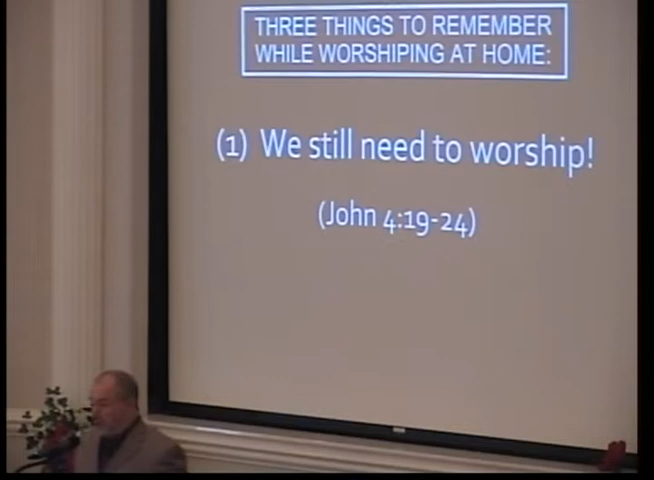 THREE THINGS TO REMEMBER
WHILE WORSHIPING AT HOME:
(1) We still need to worship!
(John 4:19-24)